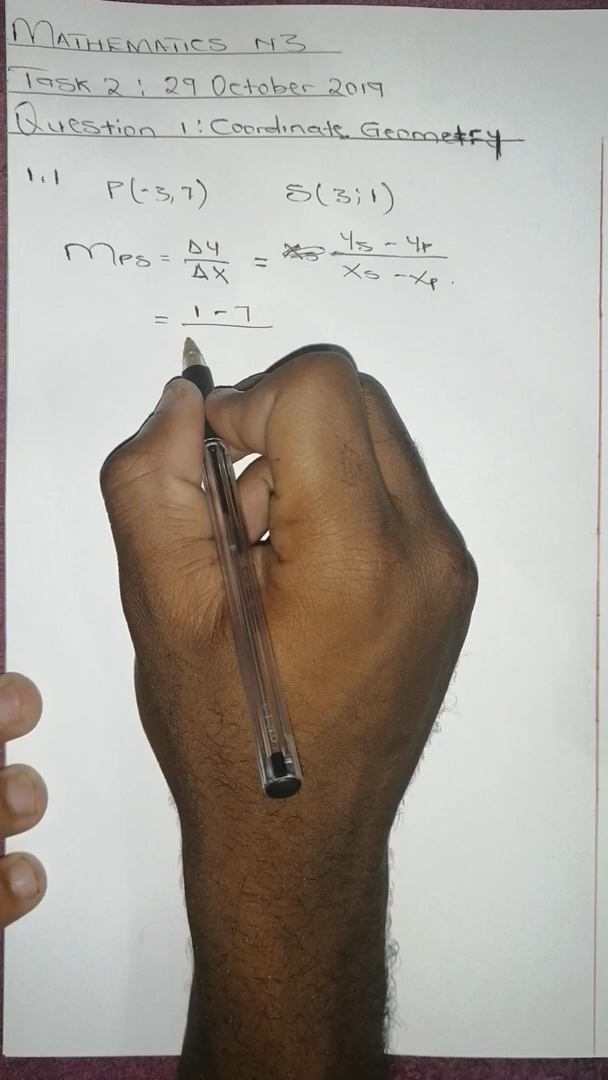 MATHEMATICS N3
Task 2 : 29 October 2019
Question 1 : Coordinate Geometry
1.1 P(-3,7) S(3;1)
MPS = ΔY/ΔX = YS - YP / XS - XP.
= 1 - 7